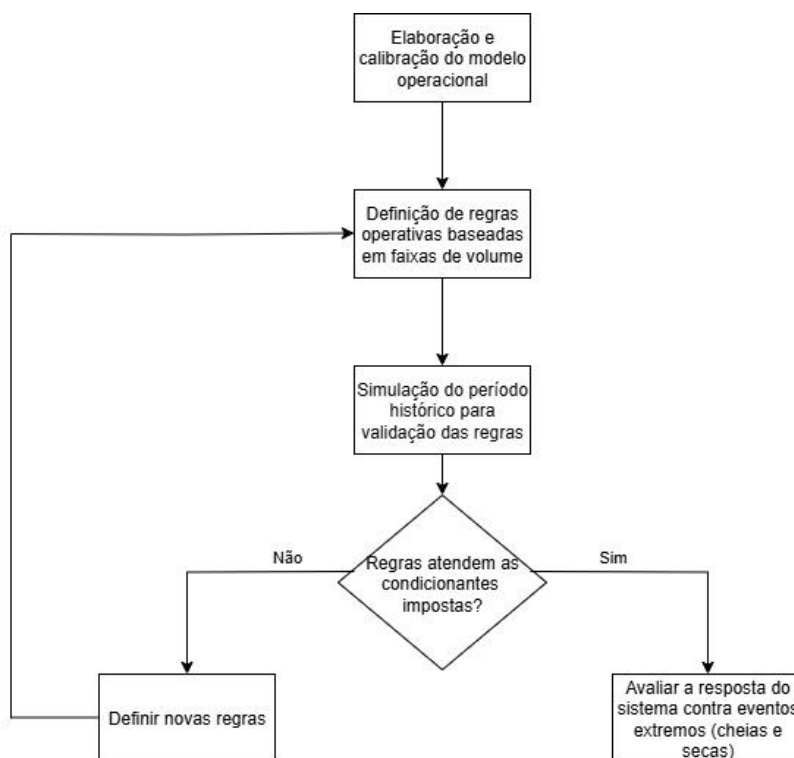 Elaboração e
calibração do modelo
operacional
Definição de regras
operativas baseadas
em faixas de volume
Simulação do período
histórico para
validação das regras
Não
Regras atendem as
condicionantes
impostas?
Sim
Definir novas regras
Avaliar a resposta do
sistema contra eventos
extremos (cheias e
secas)